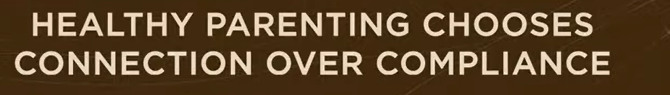 HEALTHY PARENTING CHOOSES
CONNECTION OVER COMPLIANCE